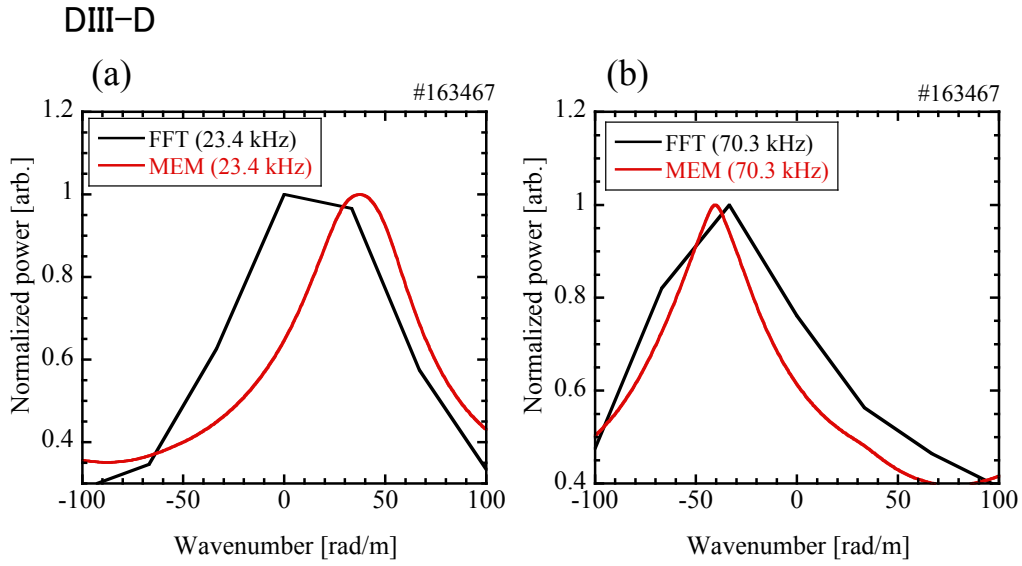 DIII-D
(a)
#163467
1.2
1
0.8
0.6
0.4
Normalized power [arb.]
FFT (23.4 kHz)
MEM (23.4 kHz)
-100 -50 0 50 100
Wavenumber [rad/m]
(b)
#163467
1.2
1
0.8
0.6
0.4
Normalized power [arb.]
FFT (70.3 kHz)
MEM (70.3 kHz)
-100 -50 0 50 100
Wavenumber [rad/m]